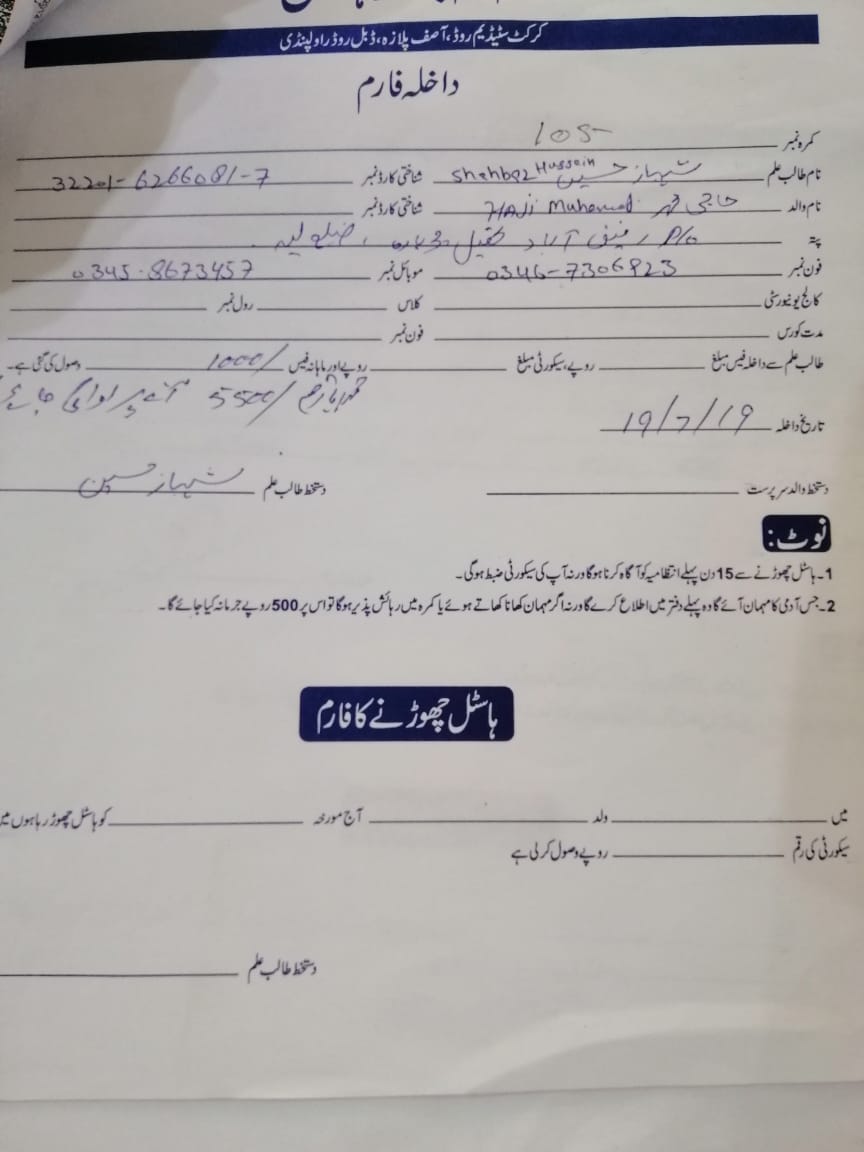 کرکٹ سٹیڈیم روڈ، آصف پلازہ، ڈبل روڈ راولپنڈی
داخلہ فارم
کمرہ نمبر 105
نام طالب علم شہباز حسین Shahbaz Hussain شناختی کارڈ نمبر 32201-6266081-7
نام والد حاجی محمد HAJi Muhammad شناختی کارڈ نمبر
پتہ P/o رفیق آباد تحصیل ضلع لیہ
فون نمبر 0346-7306823 موبائل نمبر 0345-8673457
کالج یونیورسٹی کلاس رول نمبر
مدت کورس فون نمبر
طالب علم سے داخلہ فیس مبلغ روپے، سیکورٹی مبلغ روپے اور ماہانہ فیس 1000/ وصول کی گئی ہے۔
5500/ پر
تاریخ داخلہ 19/7/19
دستخط والد سرپرست دستخط طالب علم شہباز حسین
نوٹ:
1۔ ہاسٹل چھوڑنے سے 15 دن پہلے انتظامیہ کو آگاہ کرنا ہوگا ورنہ آپ کی سیکورٹی ضبط ہوگی۔
2۔ جس آدمی کا مہمان آئے گا وہ پہلے دفتر میں اطلاع کرے گا ورنہ اگر مہمان کھانا کھاتے ہوئے یا کمرہ میں رہائش پذیر ہوگا تو اس پر 500 روپے جرمانہ کیا جائے گا۔
ہاسٹل چھوڑنے کا فارم
میں ولد آج مورخہ کو ہاسٹل چھوڑ رہا ہوں میں
سیکورٹی کی رقم روپے وصول کر لی ہے
دستخط طالب علم